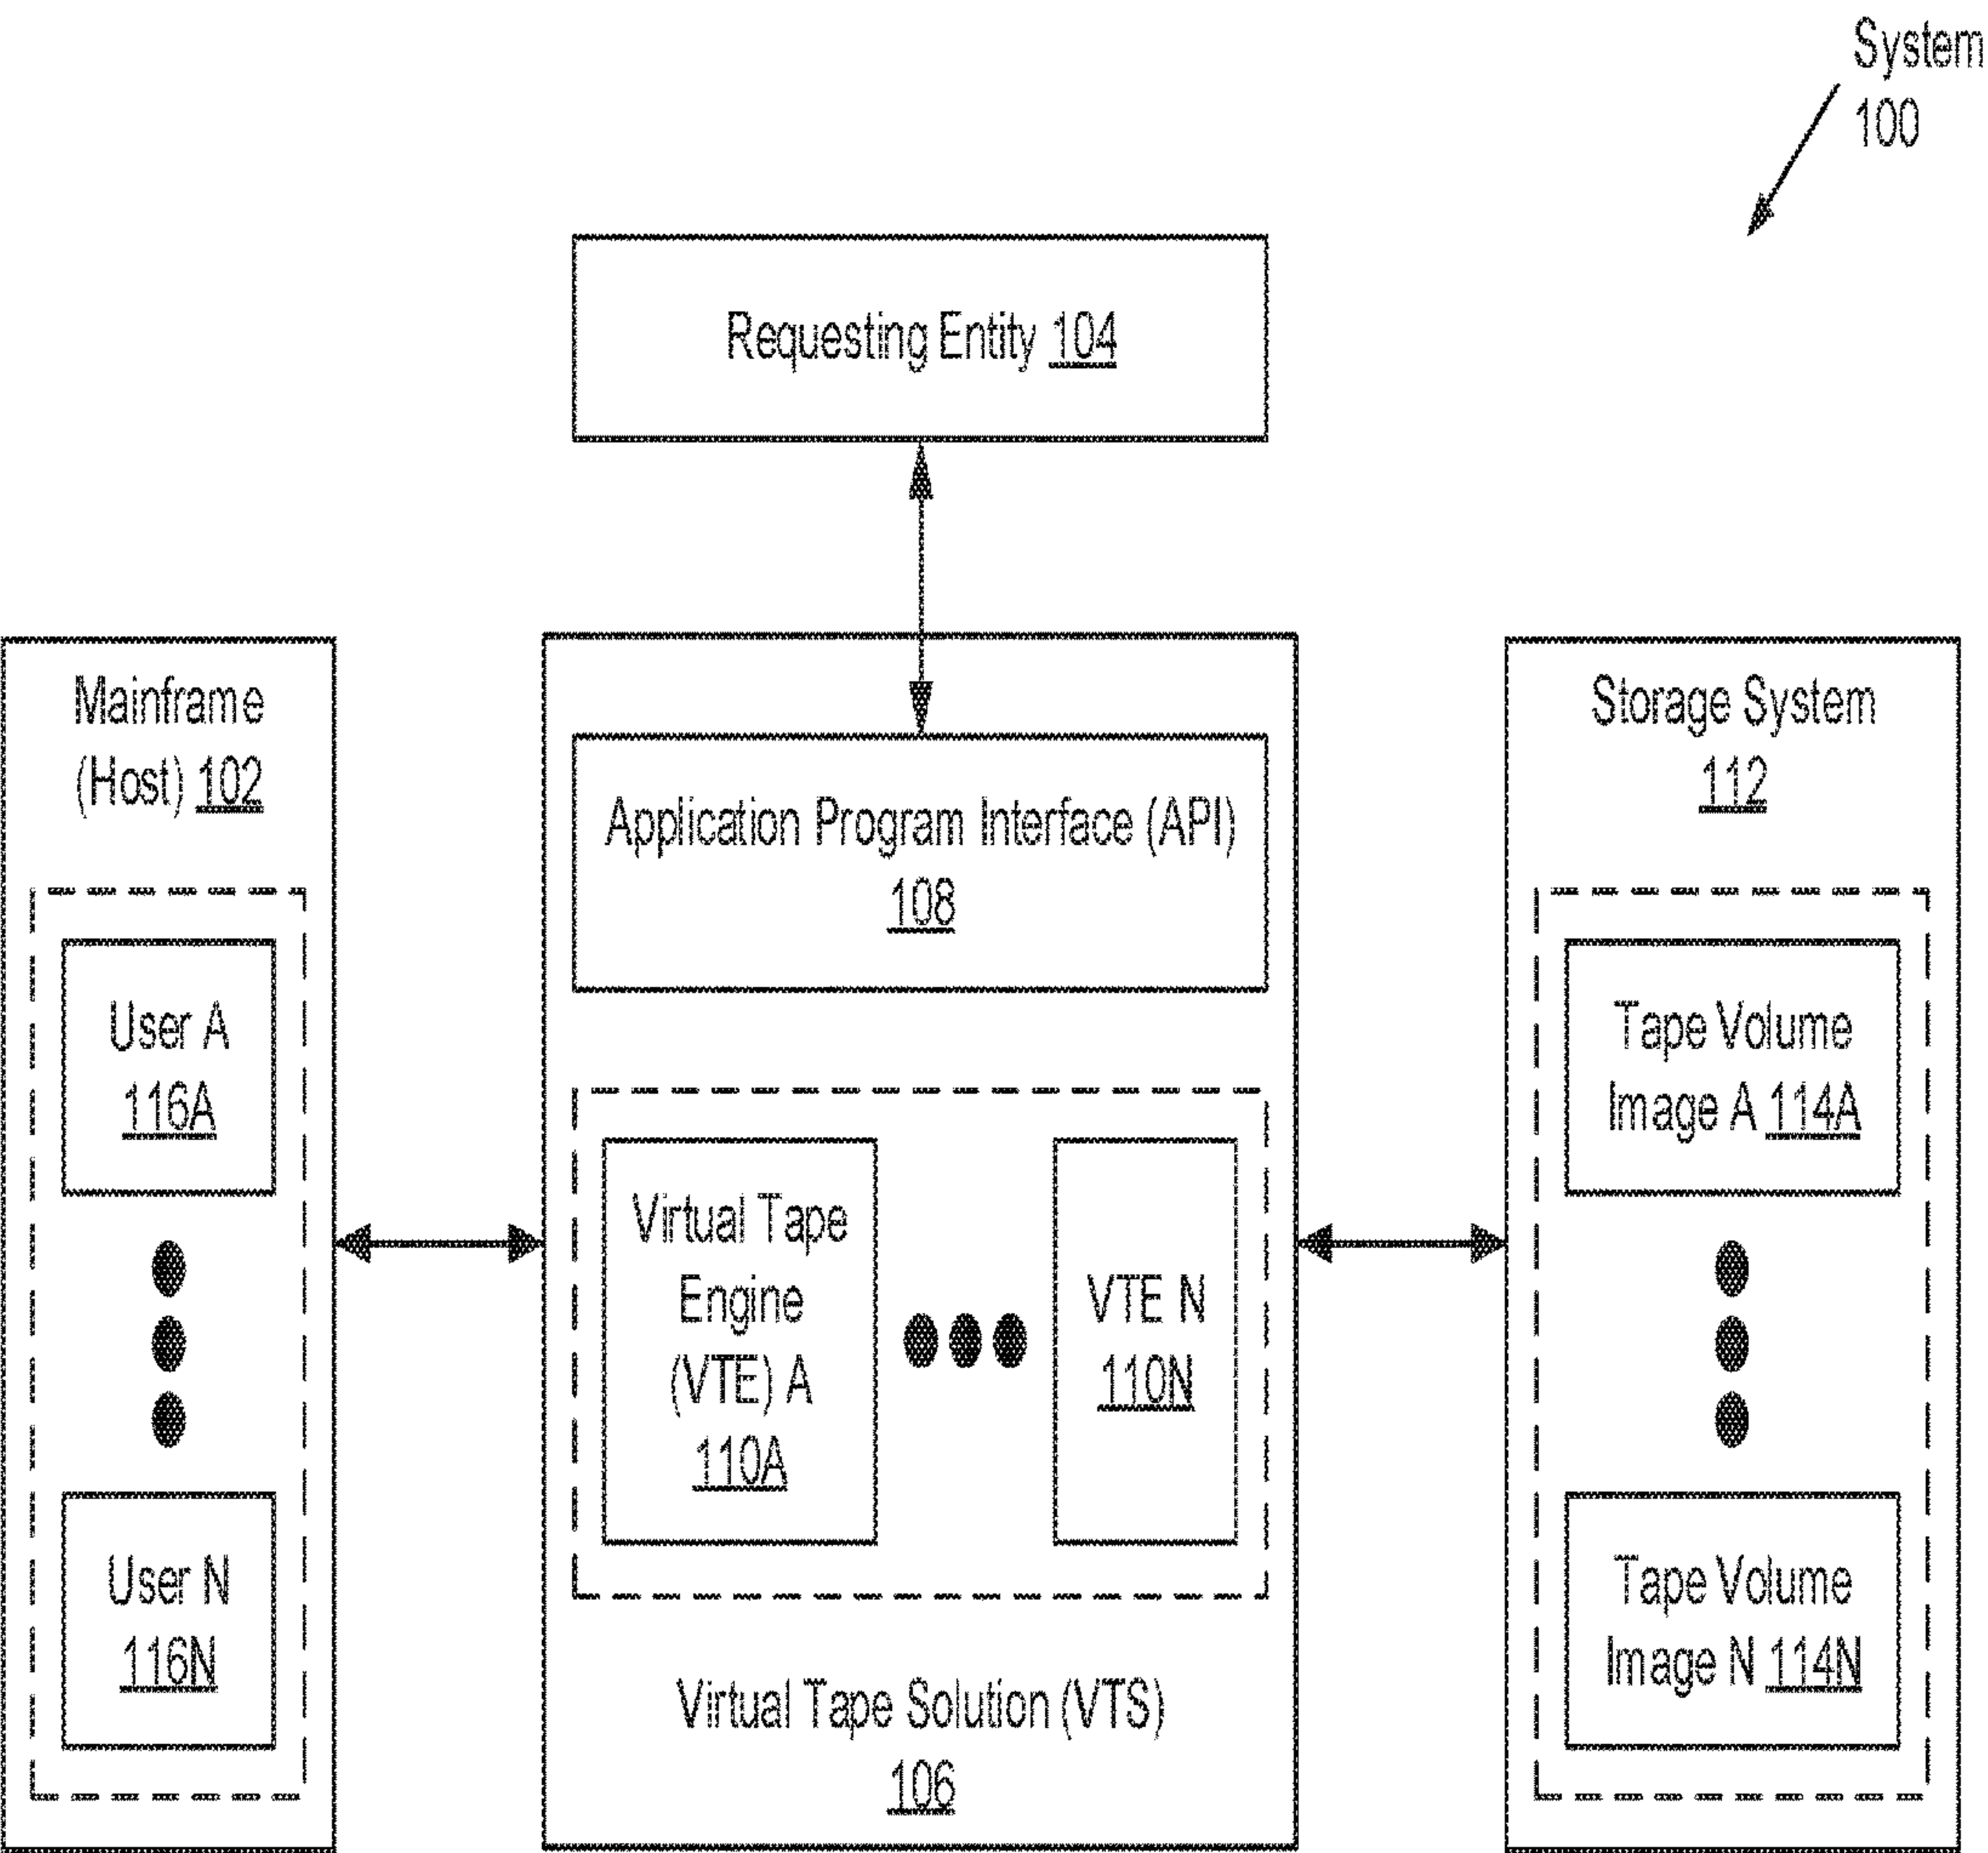 System
100
Requesting Entity 104
Mainframe
(Host) 102
User A
116A
User N
116N
Application Program Interface (API)
108
Virtual Tape
Engine
(VTE) A
110A
VTE N
110N
Virtual Tape Solution (VTS)
106
Storage System
112
Tape Volume
Image A 114A
Tape Volume
Image N 114N